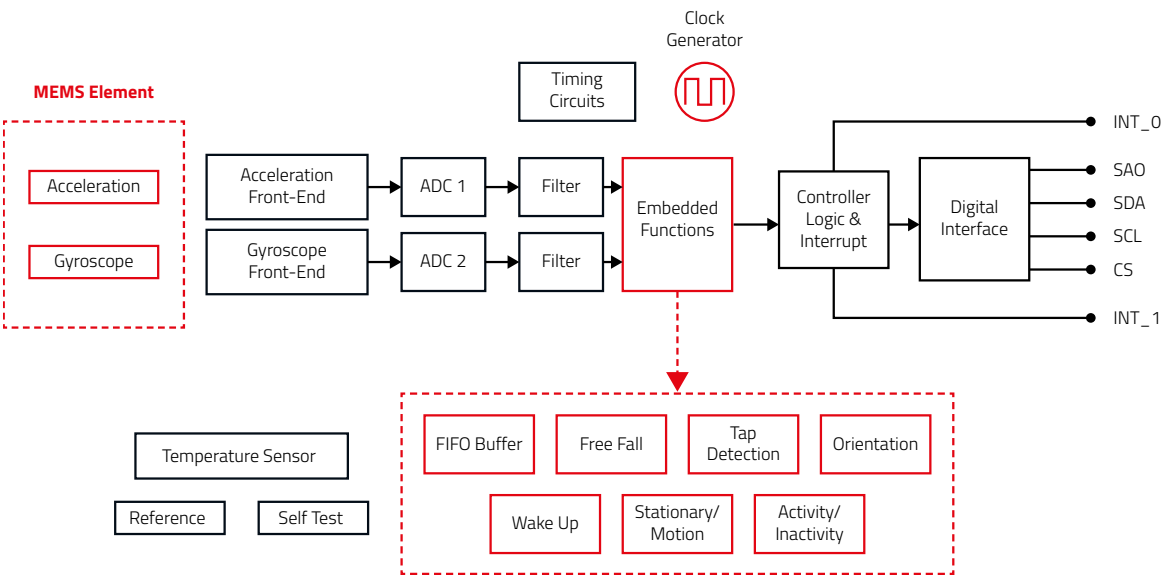 Clock
Generator
Timing
Circuits
MEMS Element
INT_0
Acceleration
Acceleration
Front-End
ADC 1
Filter
Embedded
Functions
Controller
Logic &
Interrupt
Digital
Interface
SAO
SDA
SCL
CS
Gyroscope
Gyroscope
Front-End
ADC 2
Filter
INT_1
FIFO Buffer
Free Fall
Tap
Detection
Orientation
Temperature Sensor
Reference
Self Test
Wake Up
Stationary/
Motion
Activity/
Inactivity